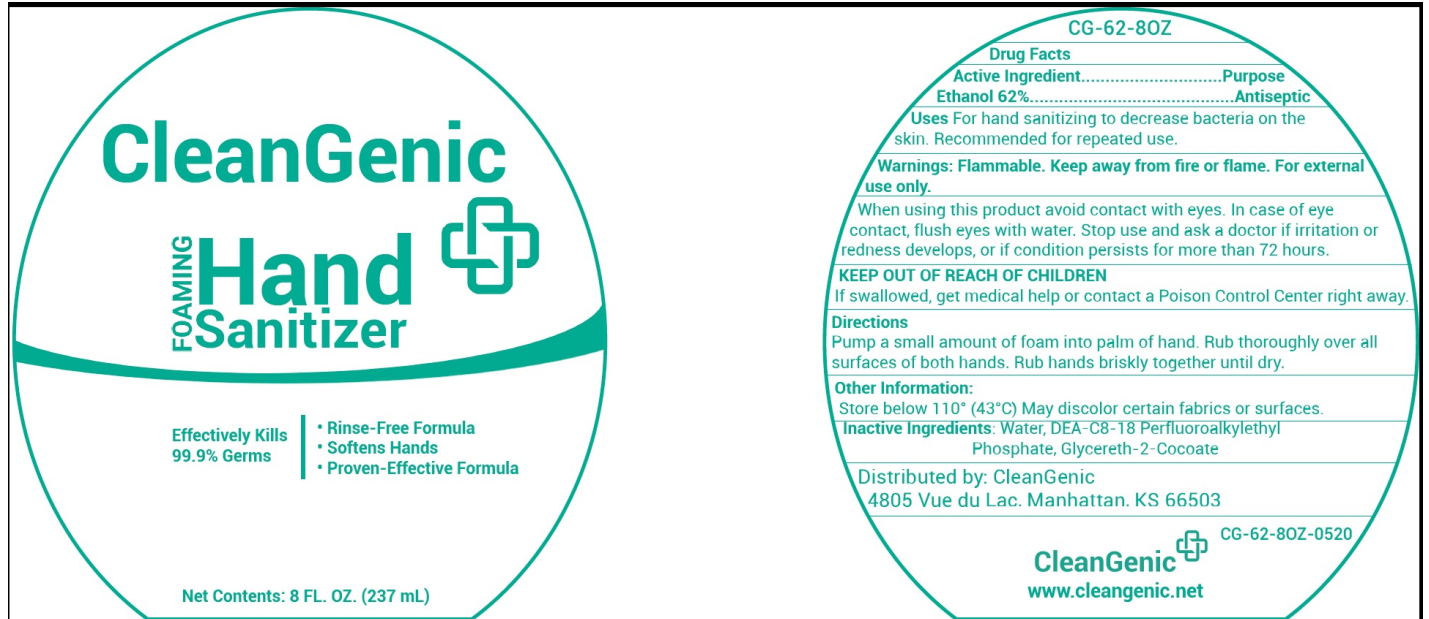 CleanGenic
FOAMING
Hand
Sanitizer
Effectively Kills
99.9% Germs
• Rinse-Free Formula
• Softens Hands
• Proven-Effective Formula
Net Contents: 8 FL. OZ. (237 mL)
CG-62-8OZ
Drug Facts
Active Ingredient.............................Purpose
Ethanol 62%..........................................Antiseptic
Uses For hand sanitizing to decrease bacteria on the
skin. Recommended for repeated use.
Warnings: Flammable. Keep away from fire or flame. For external
use only.
When using this product avoid contact with eyes. In case of eye
contact, flush eyes with water. Stop use and ask a doctor if irritation or
redness develops, or if condition persists for more than 72 hours.
KEEP OUT OF REACH OF CHILDREN
If swallowed, get medical help or contact a Poison Control Center right away.
Directions
Pump a small amount of foam into palm of hand. Rub thoroughly over all
surfaces of both hands. Rub hands briskly together until dry.
Other Information:
Store below 110° (43°C) May discolor certain fabrics or surfaces.
Inactive Ingredients: Water, DEA-C8-18 Perfluoroalkylethyl
Phosphate, Glycereth-2-Cocoate
Distributed by: CleanGenic
4805 Vue du Lac, Manhattan, KS 66503
CG-62-8OZ-0520
CleanGenic
www.cleangenic.net